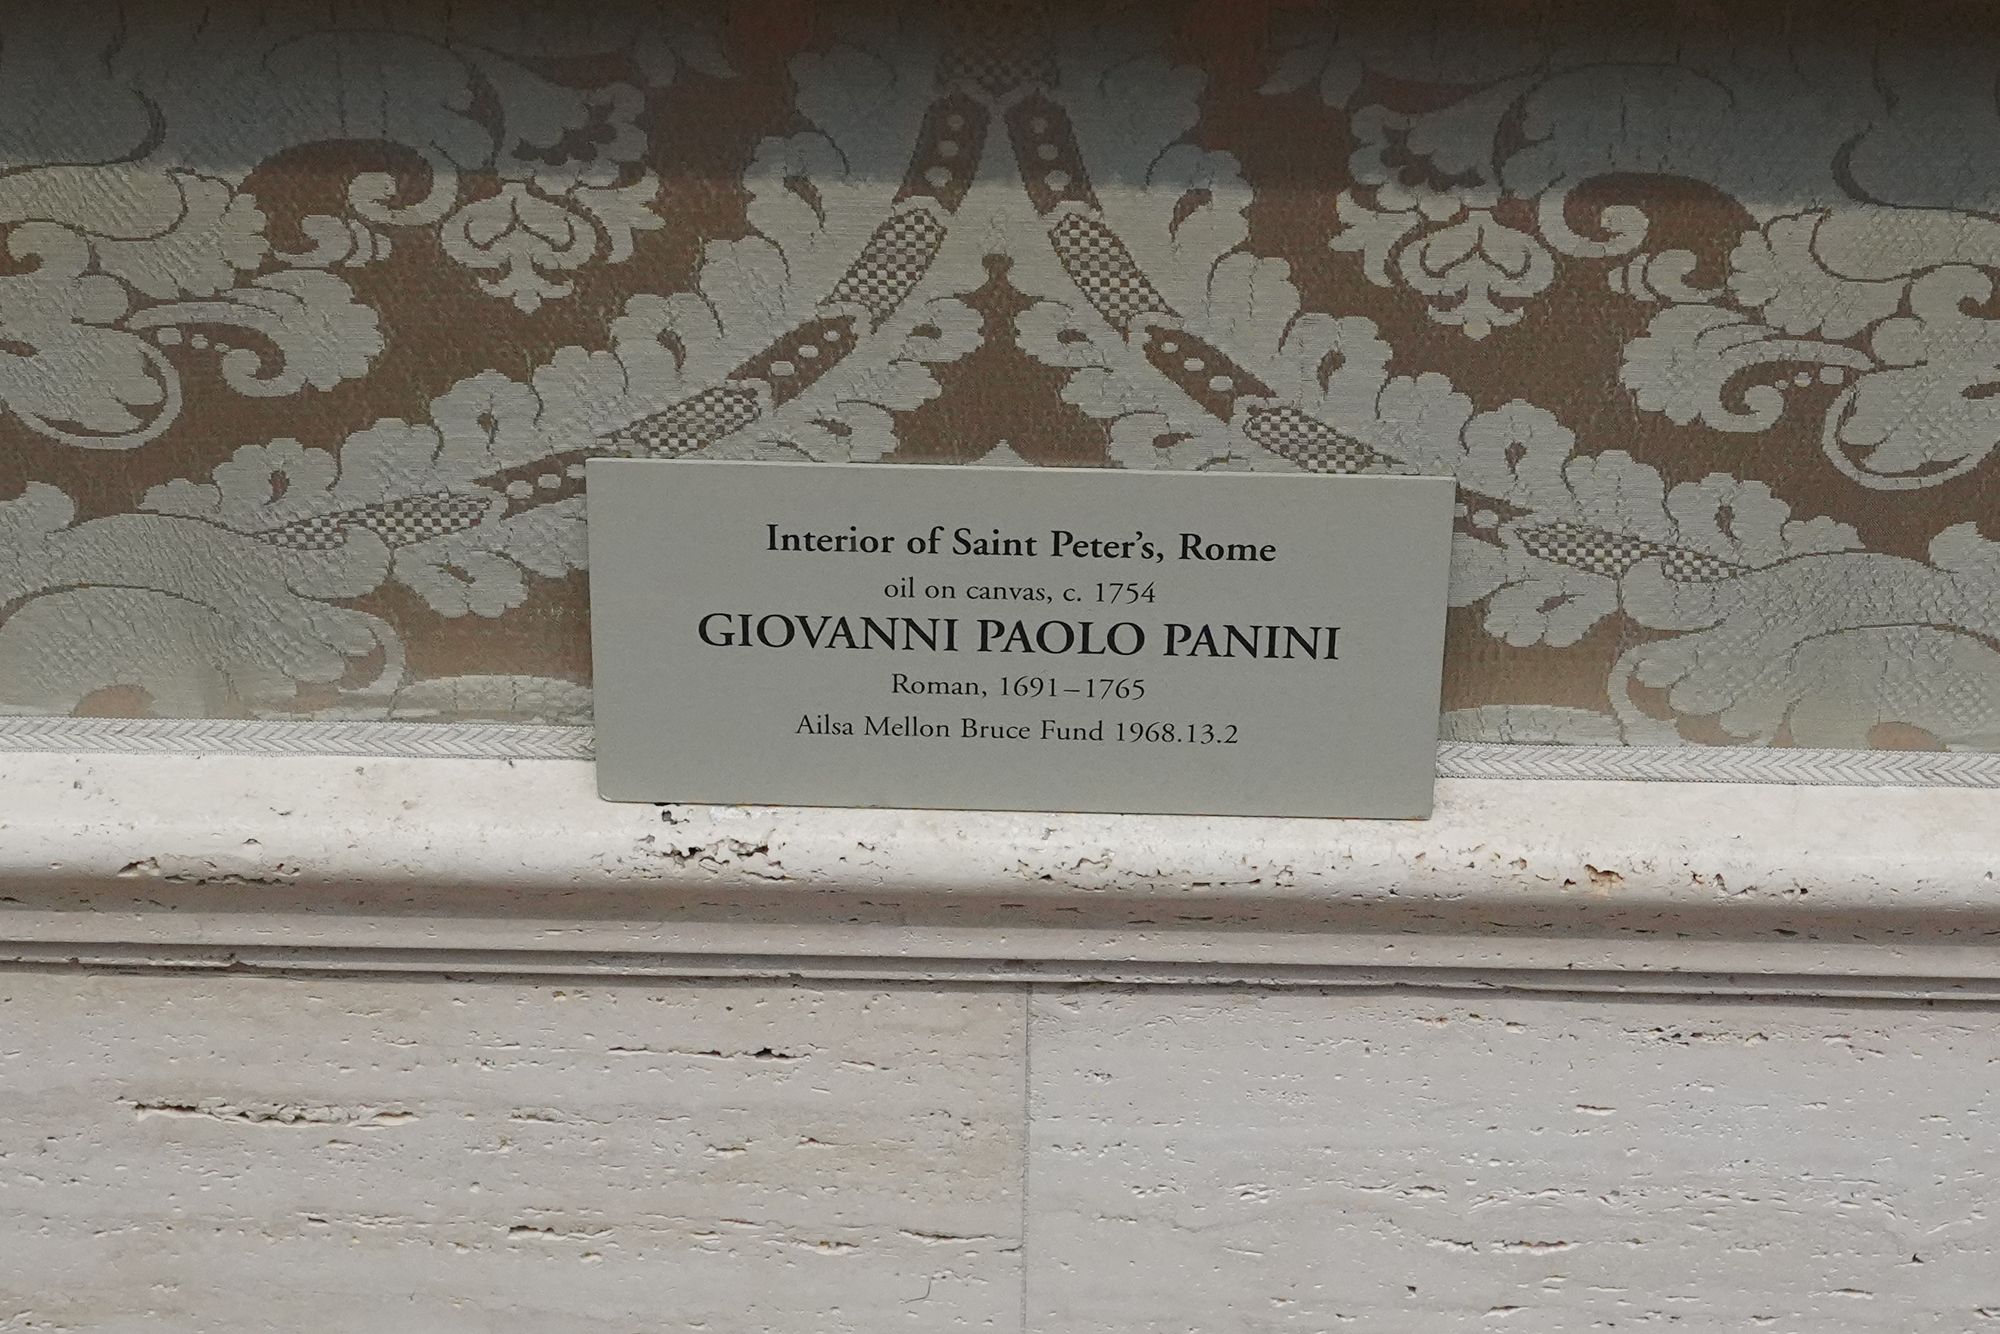 Interior of Saint Peter’s, Rome
oil on canvas, c. 1754
GIOVANNI PAOLO PANINI
Roman, 1691–1765
Ailsa Mellon Bruce Fund 1968.13.2